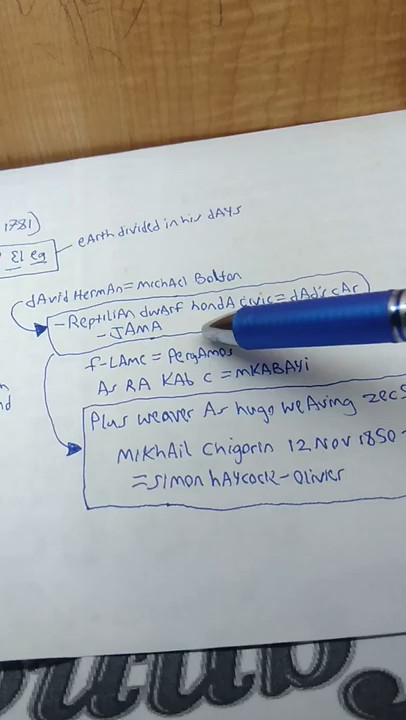 1781)
El eg
eArth divided in his dAYs
dAvid HermAn = MichAel Bolton
- ReptiliAn dwArf hondA civic = dAd's cAr
- JAMA
f - LAMC = PergAmos
As RA KAb C = MKABAYi
Plus weAver As hugo weAving
MiKhAil Chigorin 12 Nov 1850 -
= Simon hAYcock - Olivier